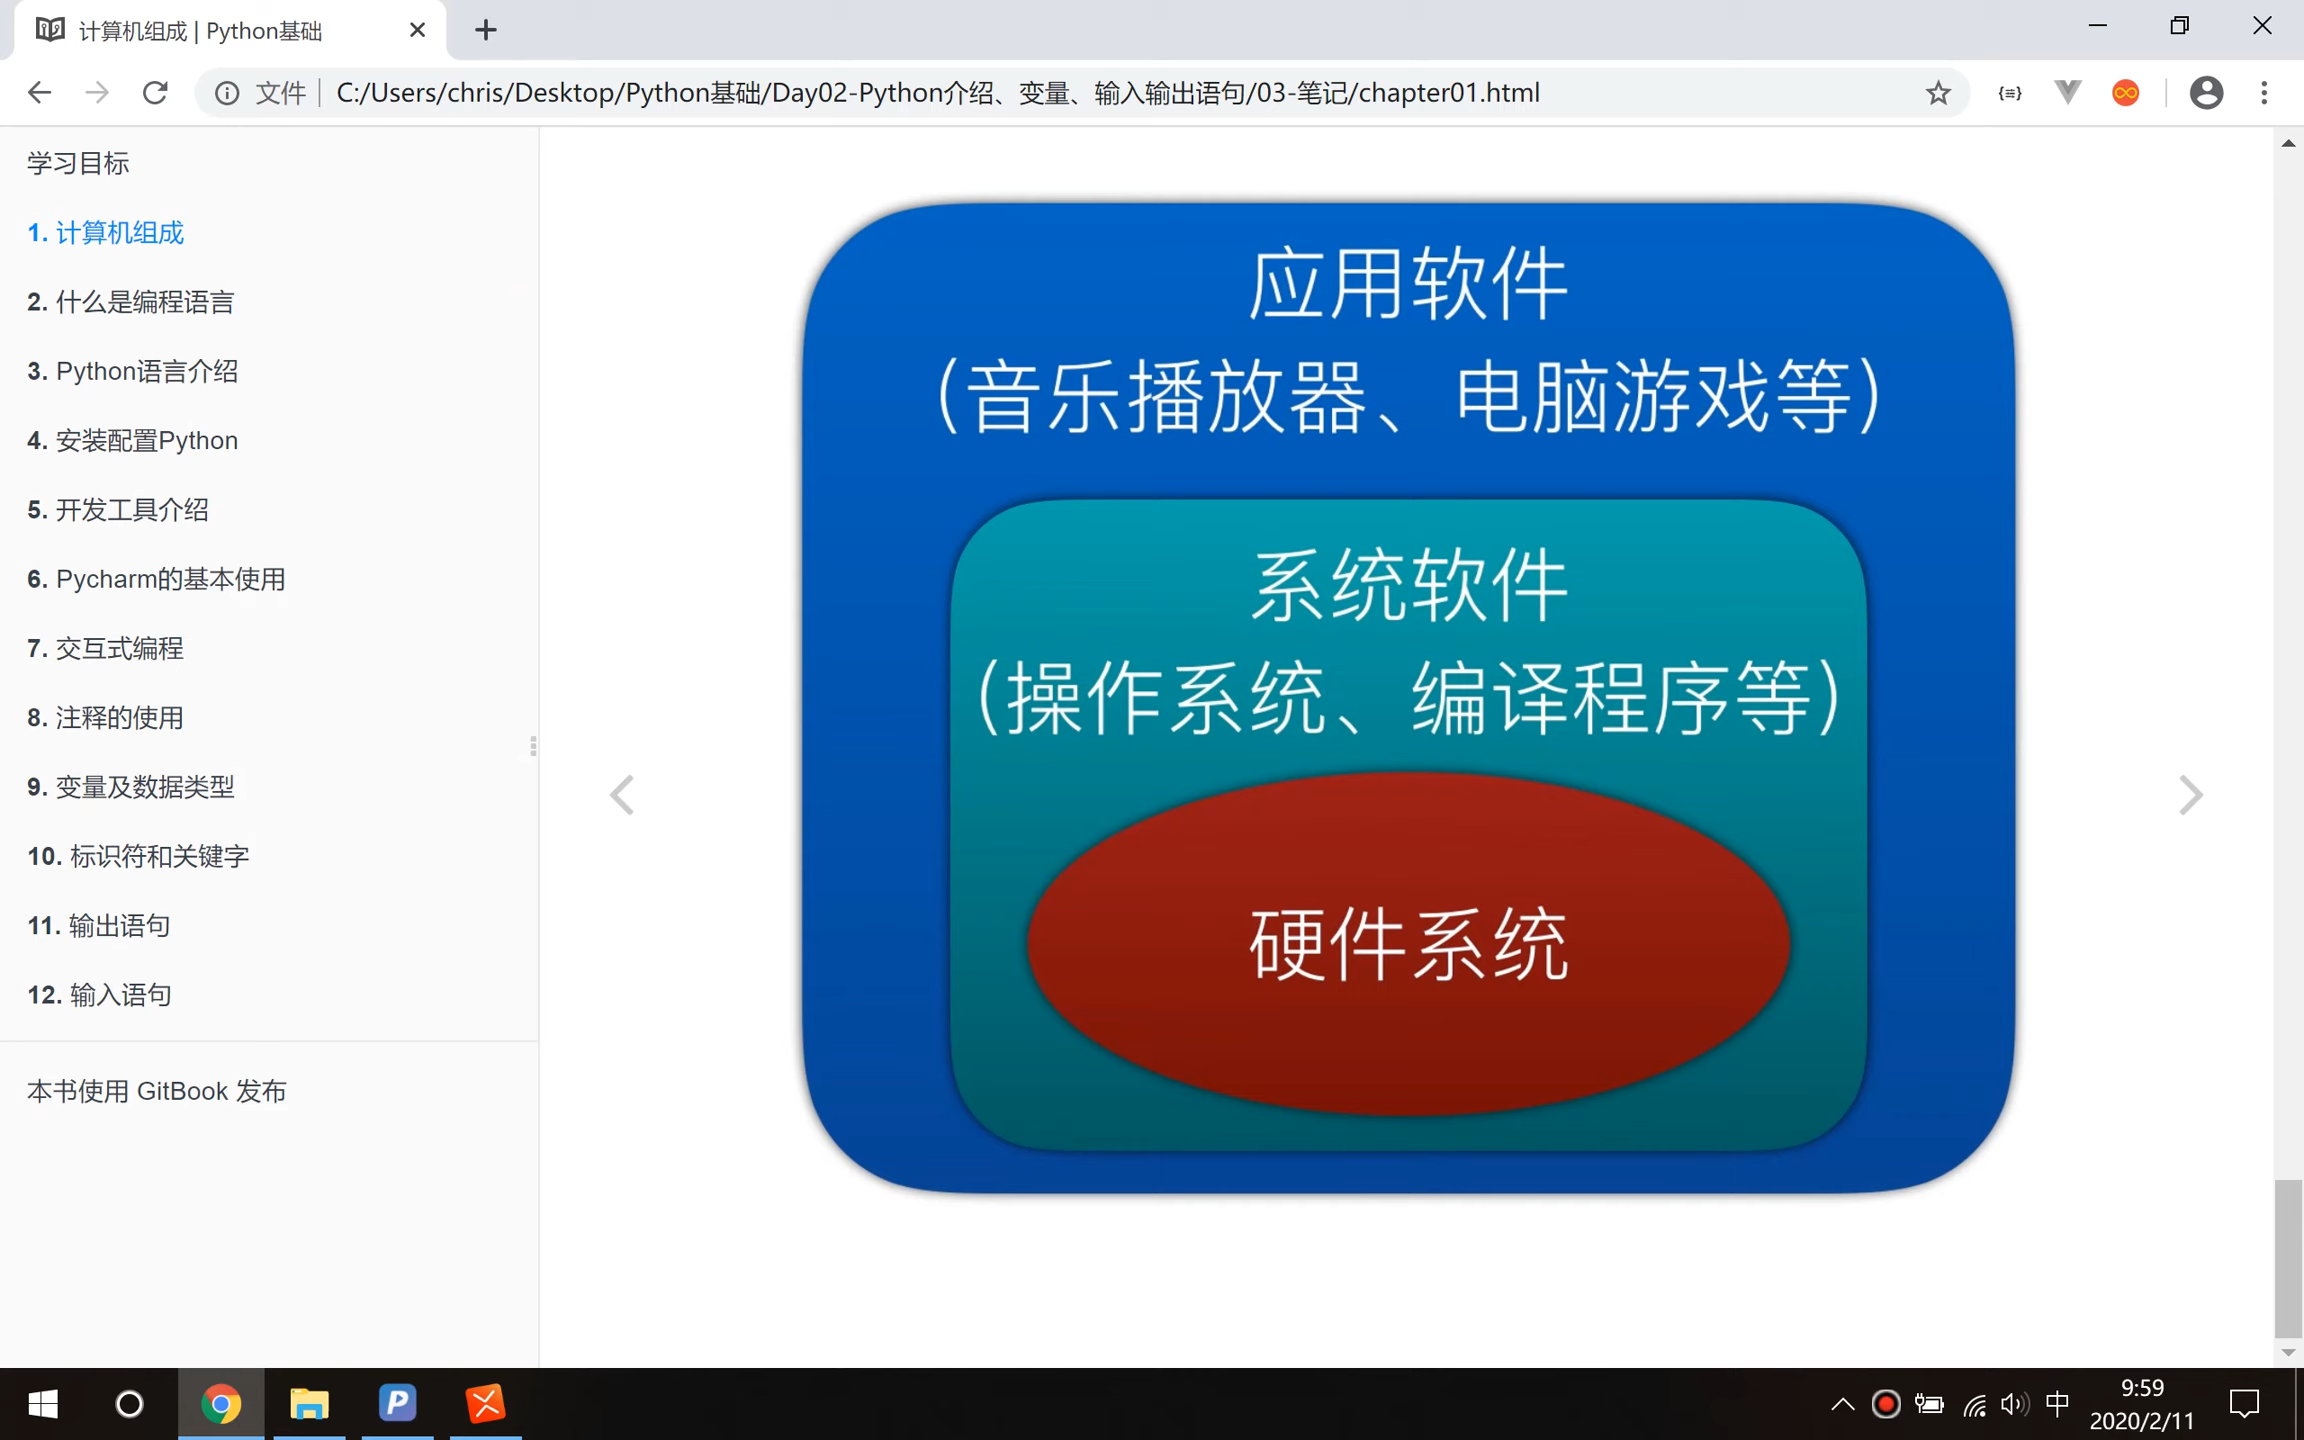 计算机组成 | Python基础
文件 C:/Users/chris/Desktop/Python基础/Day02-Python介绍、变量、输入输出语句/03-笔记/chapter01.html
学习目标
1. 计算机组成
2. 什么是编程语言
3. Python语言介绍
4. 安装配置Python
5. 开发工具介绍
6. Pycharm的基本使用
7. 交互式编程
8. 注释的使用
9. 变量及数据类型
10. 标识符和关键字
11. 输出语句
12. 输入语句
本书使用 GitBook 发布
应用软件
（音乐播放器、电脑游戏等）
系统软件
（操作系统、编译程序等）
硬件系统
中
9:59
2020/2/11